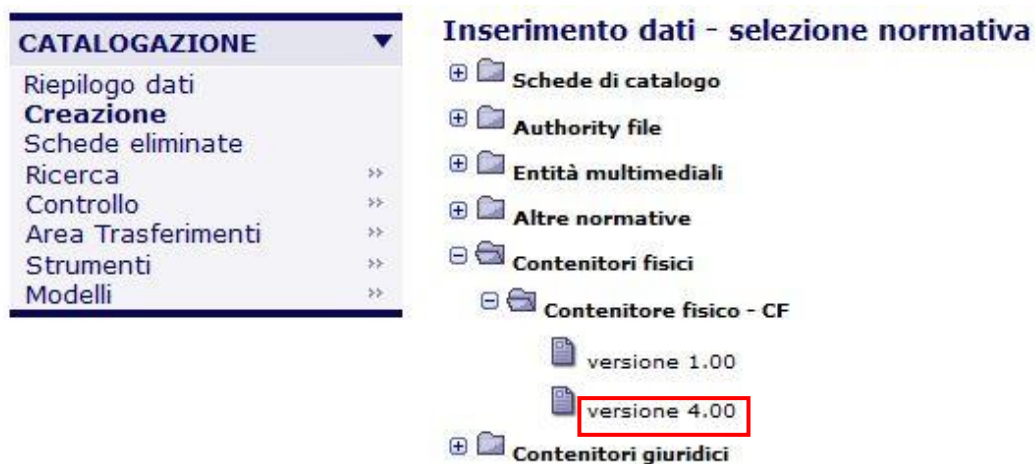 CATALOGAZIONE
Riepilogo dati
Creazione
Schede eliminate
Ricerca
Controllo
Area Trasferimenti
Strumenti
Modelli
Inserimento dati - selezione normativa
Schede di catalogo
Authority file
Entità multimediali
Altre normative
Contenitori fisici
Contenitore fisico - CF
versione 1.00
versione 4.00
Contenitori giuridici